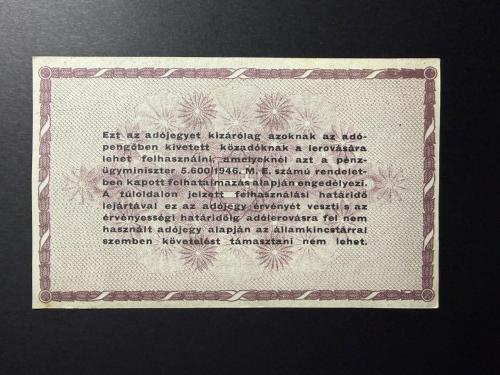 Ezt az adójegyet kizárólag azoknak az adó-
pengőben kivetett közadóknak a lerovására
lehet felhasználni, amelyeknél azt a pénz-
ügyminiszter 5.600/1946. M. E. számú rendelet-
ben kapott felhatalmazás alapján engedélyezi.
A túloldalon jelzett felhasználási határidő
lejártával ez az adójegy érvényét veszti s az
érvényességi határidőig adólerovásra fel nem
használt adójegy alapján az államkincstárral
szemben követelést támasztani nem lehet.